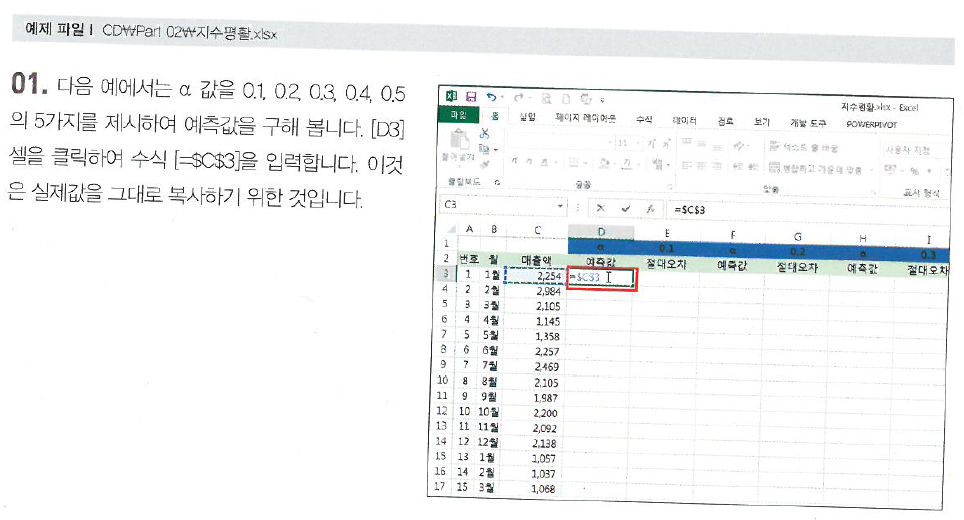 예제 파일 | CD₩Part 02₩지수평활.xlsx
01. 다음 예에서는 α 값을 0.1, 0.2, 0.3, 0.4, 0.5
의 5가지를 제시하여 예측값을 구해 봅니다. [D3]
셀을 클릭하여 수식 [=$C$3]을 입력합니다. 이것
은 실제값을 그대로 복사하기 위한 것입니다.
지수평활.xlsx - Excel
파일 홈 삽입 페이지 레이아웃 수식 데이터 검토 보기 개발 도구 POWERPIVOT
붙여넣기 11 가 가 텍스트 줄 바꿈 사용자 지정
가 가 가 병합하고 가운데 맞춤 %
클립보드 글꼴 맞춤 표시 형식
C3 fx =$C$3
A B C D E F G H I
1 α 0.1 α 0.2 α 0.3
2 번호 월 매출액 예측값 절대오차 예측값 절대오차 예측값 절대오차
3 1 1월 2,254 =$C$3
4 2 2월 2,984
5 3 3월 2,105
6 4 4월 1,145
7 5 5월 1,358
8 6 6월 2,257
9 7 7월 2,469
10 8 8월 2,105
11 9 9월 1,987
12 10 10월 2,200
13 11 11월 2,092
14 12 12월 2,138
15 13 1월 1,057
16 14 2월 1,037
17 15 3월 1,068